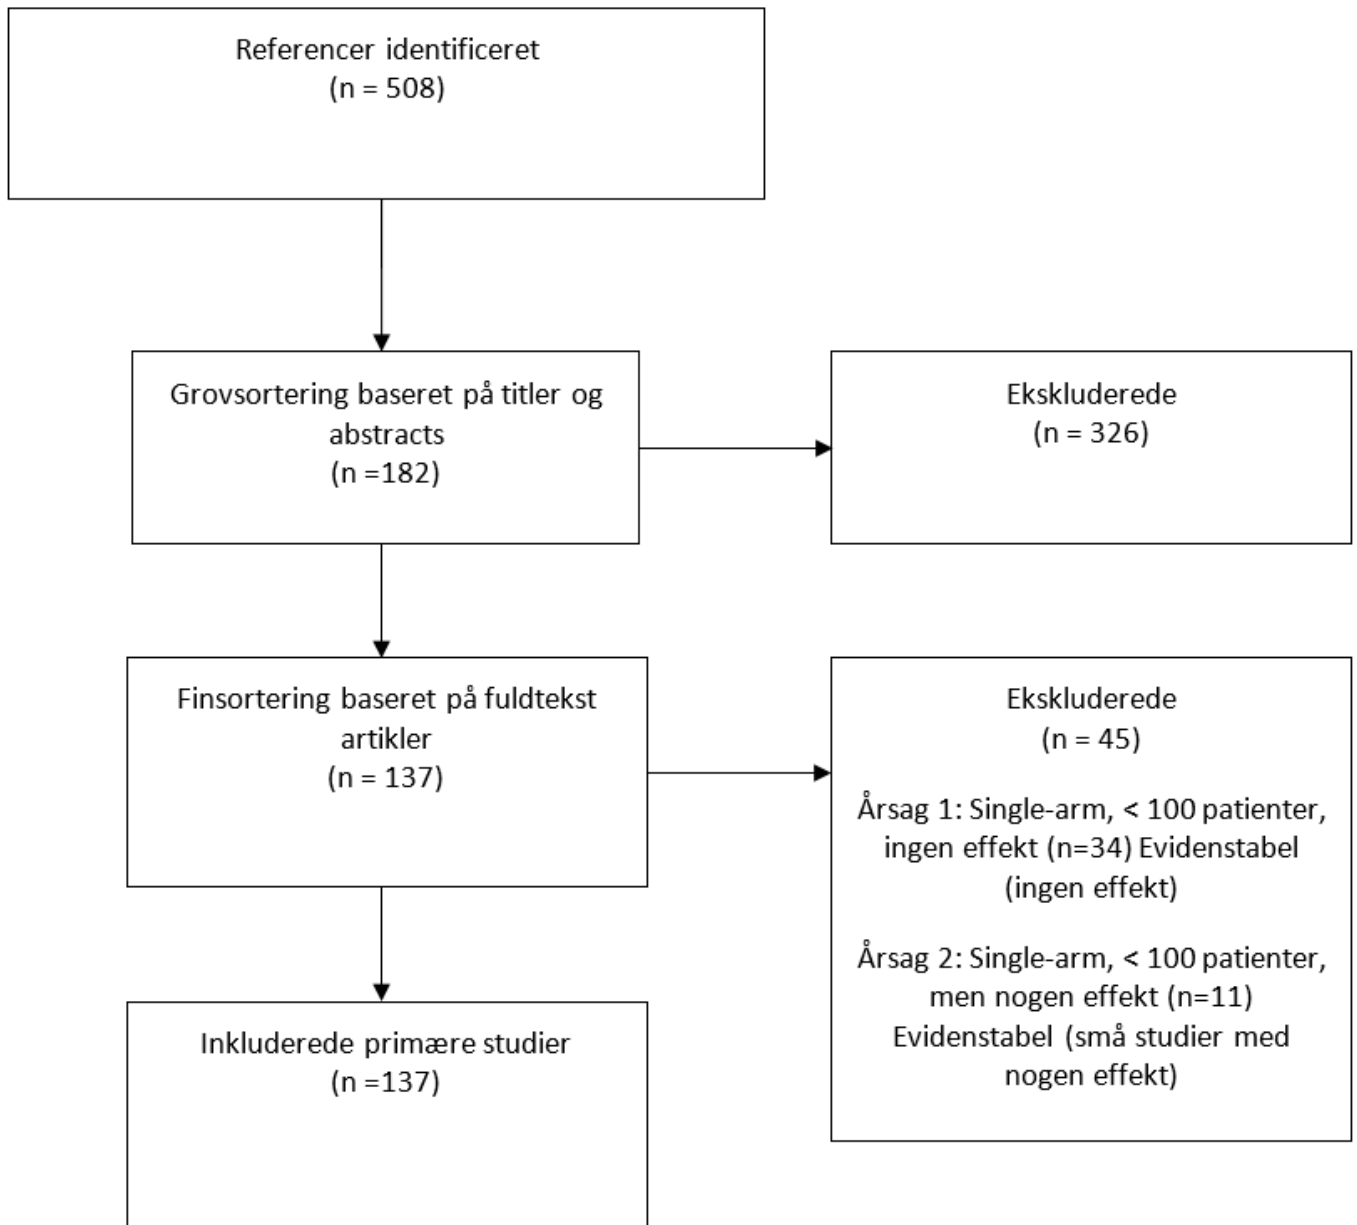 Referencer identificeret
(n = 508)
Grovsortering baseret på titler og
abstracts
(n =182)
Ekskluderede
(n = 326)
Finsortering baseret på fuldtekst
artikler
(n = 137)
Ekskluderede
(n = 45)
Årsag 1: Single-arm, < 100 patienter,
ingen effekt (n=34) Evidenstabel
(ingen effekt)
Årsag 2: Single-arm, < 100 patienter,
men nogen effekt (n=11)
Evidenstabel (små studier med
nogen effekt)
Inkluderede primære studier
(n =137)